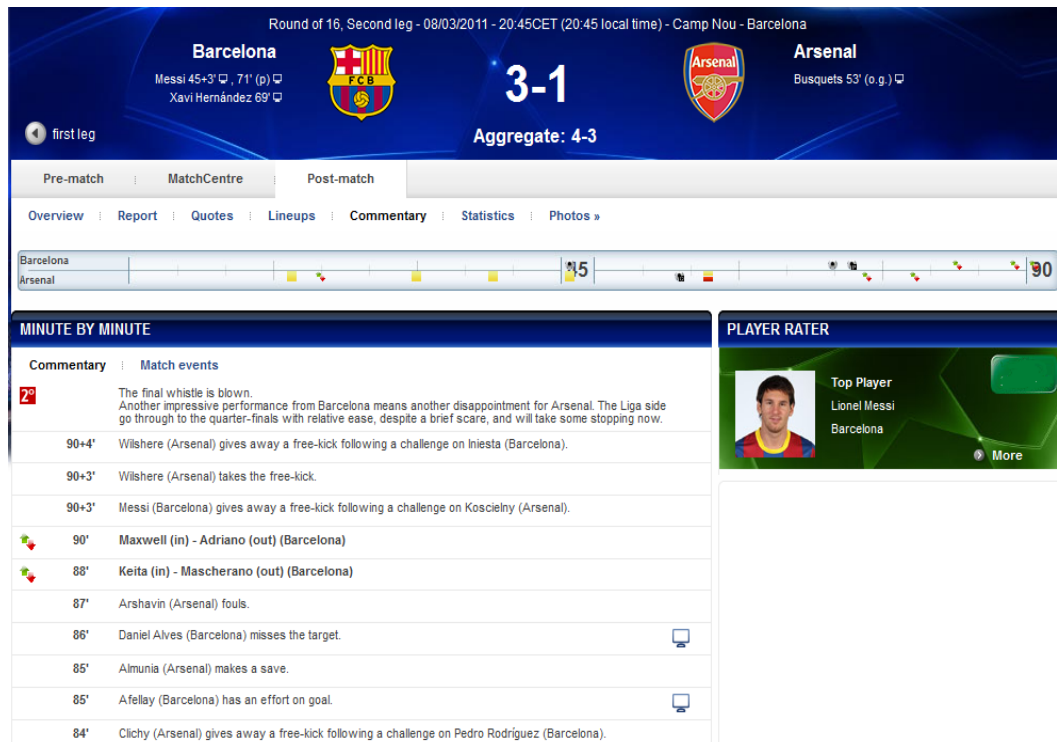 Round of 16, Second leg - 08/03/2011 - 20:45CET (20:45 local time) - Camp Nou - Barcelona
Barcelona
Messi 45+3' , 71' (p)
Xavi Hernández 69'
FCB
3-1
Arsenal
Arsenal
Busquets 53' (o.g.)
first leg
Aggregate: 4-3
Pre-match
MatchCentre
Post-match
Overview
Report
Quotes
Lineups
Commentary
Statistics
Photos »
Barcelona
Arsenal
45
90
MINUTE BY MINUTE
Commentary
Match events
2º
The final whistle is blown.
Another impressive performance from Barcelona means another disappointment for Arsenal. The Liga side
go through to the quarter-finals with relative ease, despite a brief scare, and will take some stopping now.
90+4' Wilshere (Arsenal) gives away a free-kick following a challenge on Iniesta (Barcelona).
90+3' Wilshere (Arsenal) takes the free-kick.
90+3' Messi (Barcelona) gives away a free-kick following a challenge on Koscielny (Arsenal).
90' Maxwell (in) - Adriano (out) (Barcelona)
88' Keita (in) - Mascherano (out) (Barcelona)
87' Arshavin (Arsenal) fouls.
86' Daniel Alves (Barcelona) misses the target.
85' Almunia (Arsenal) makes a save.
85' Afellay (Barcelona) has an effort on goal.
84' Clichy (Arsenal) gives away a free-kick following a challenge on Pedro Rodríguez (Barcelona).
PLAYER RATER
Top Player
Lionel Messi
Barcelona
More